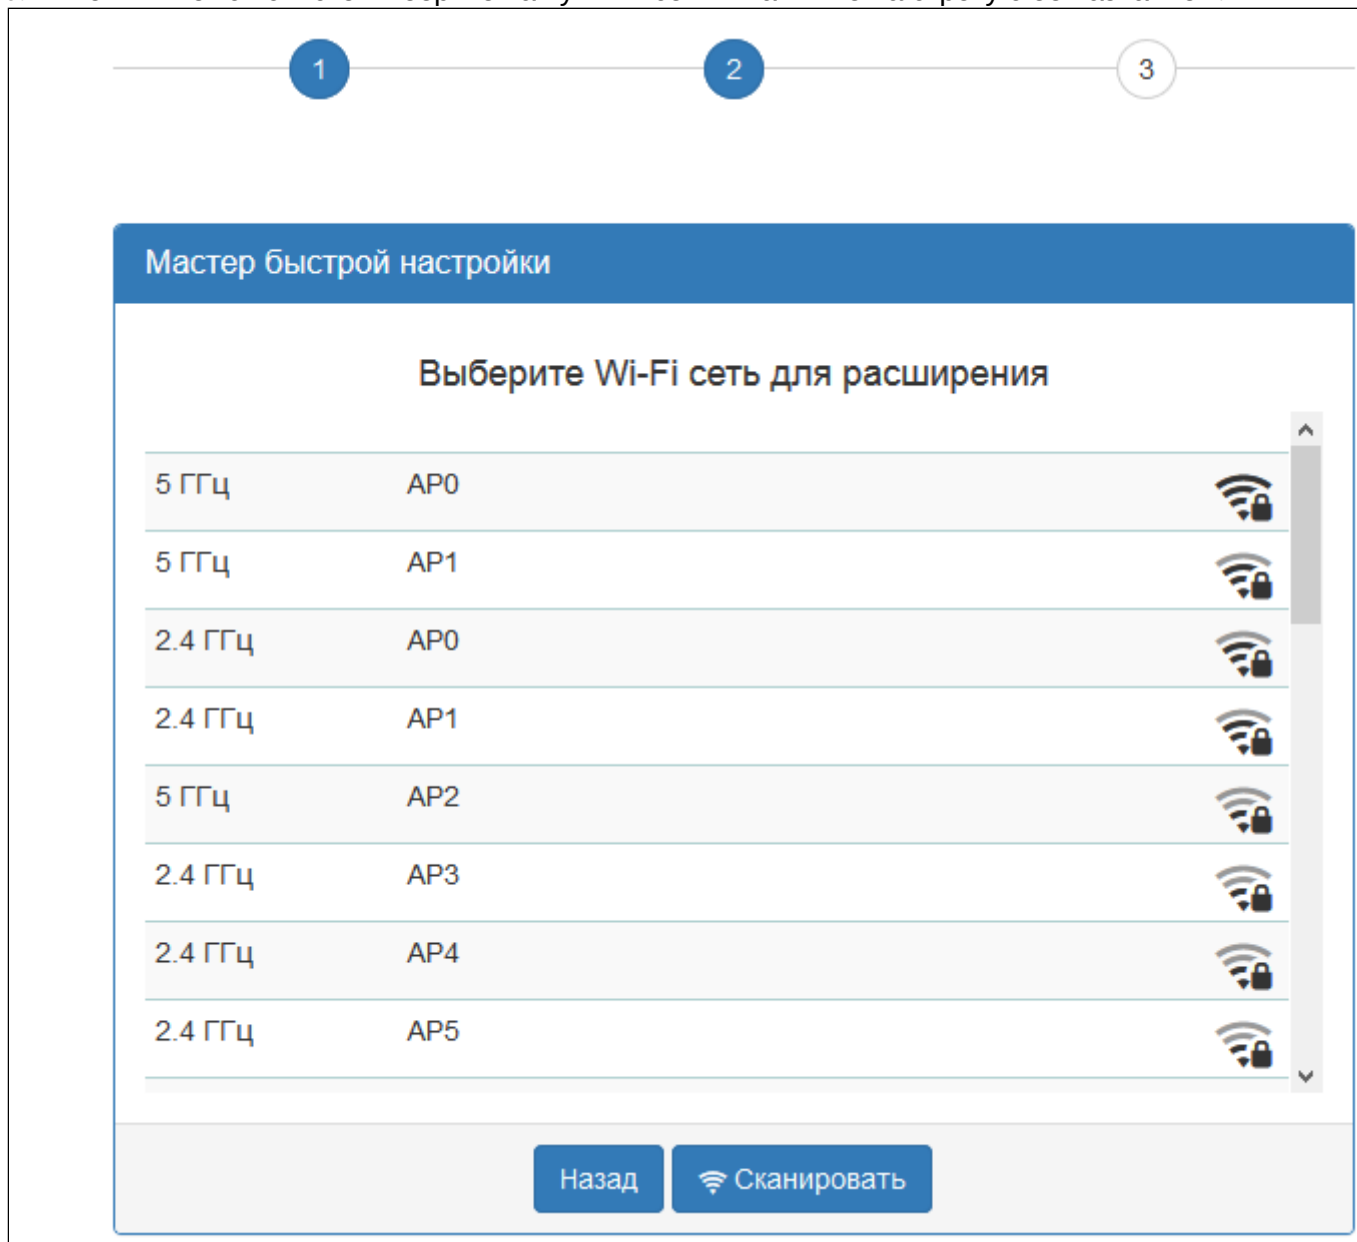 1 2 3
Мастер быстрой настройки
Выберите Wi-Fi сеть для расширения
5 ГГц AP0
5 ГГц AP1
2.4 ГГц AP0
2.4 ГГц AP1
5 ГГц AP2
2.4 ГГц AP3
2.4 ГГц AP4
2.4 ГГц AP5
Назад Сканировать